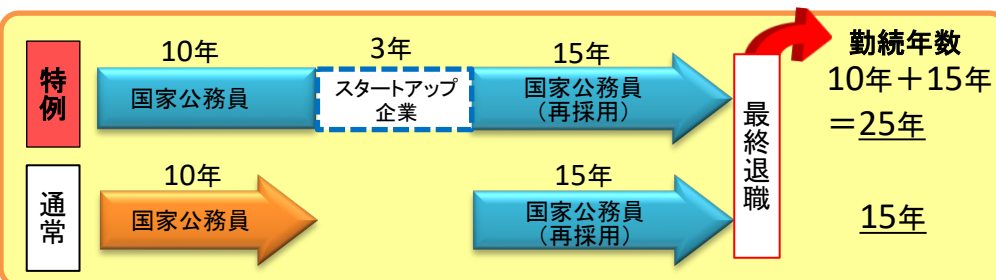 特例
10年
国家公務員
3年
スタートアップ
企業
15年
国家公務員
（再採用）
通常
10年
国家公務員
15年
国家公務員
（再採用）
最終退職
勤続年数
10年＋15年
＝25年
15年